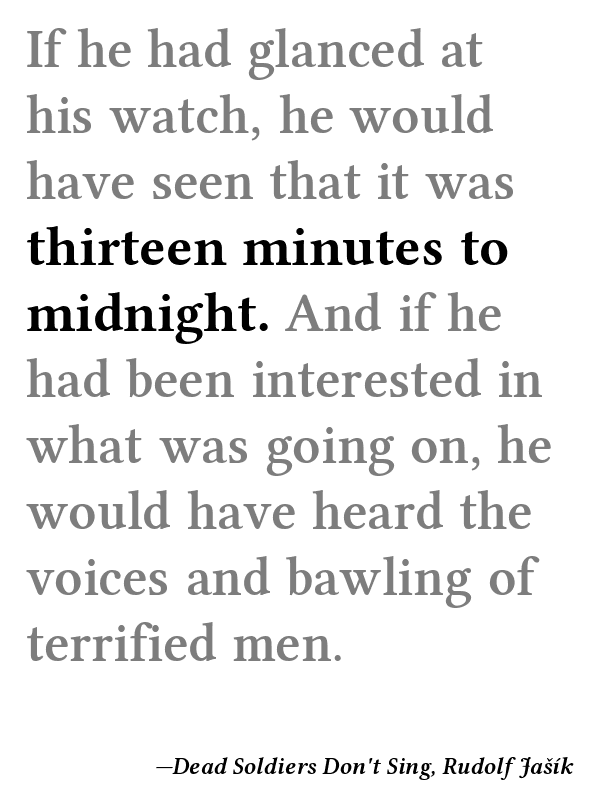 If he had glanced at
his watch, he would
have seen that it was
thirteen minutes to
midnight. And if he
had been interested in
what was going on, he
would have heard the
voices and bawling of
terrified men.
—Dead Soldiers Don't Sing, Rudolf Jašík